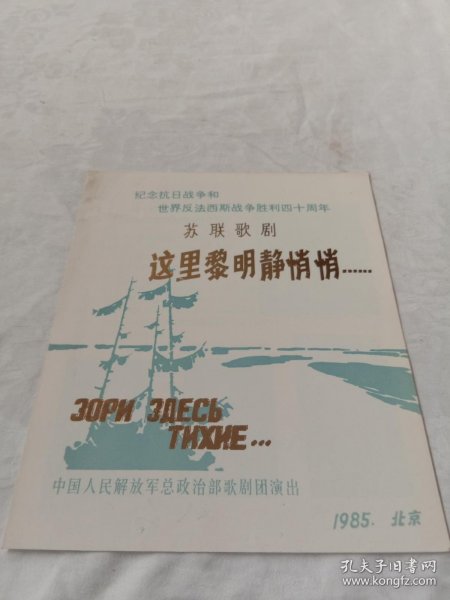 纪念抗日战争和
世界反法西斯战争胜利四十周年
苏联歌剧
这里黎明静悄悄……
ЗОРИ ЗДЕСЬ
ТИХИЕ...
中国人民解放军总政治部歌剧团演出
1985. 北京
孔夫子旧书网
www.kongfz.com